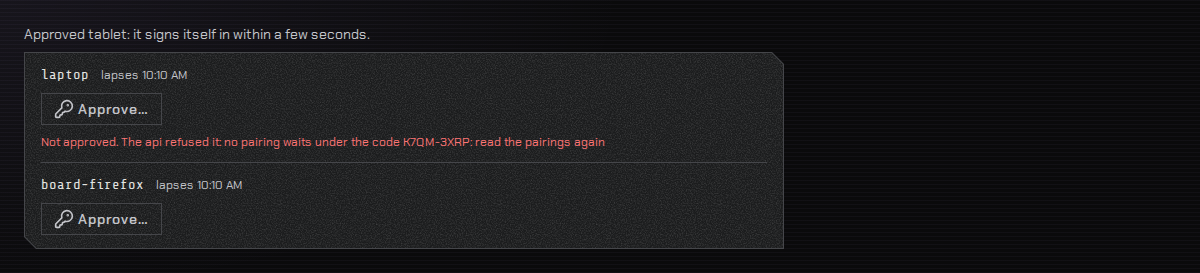 Approved tablet: it signs itself in within a few seconds.
laptop lapses 10:10 AM
Approve...
Not approved. The api refused it: no pairing waits under the code K7QM-3XRP: read the pairings again
board-firefox lapses 10:10 AM
Approve...